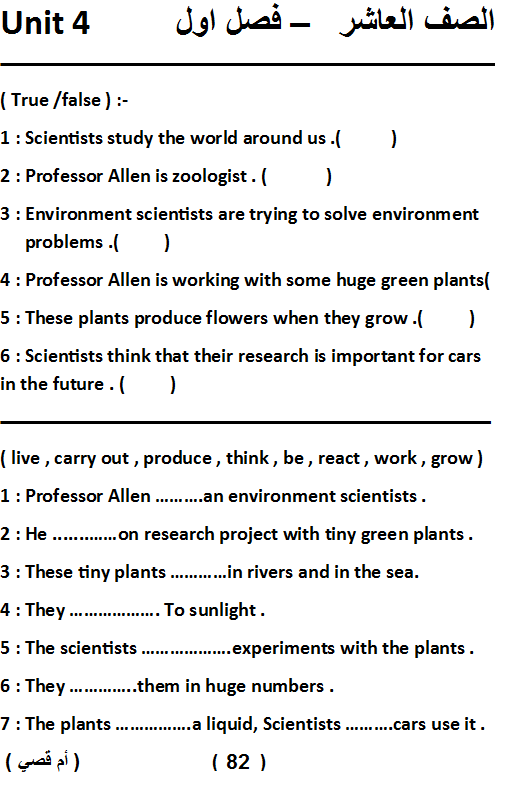 Unit 4 الصف العاشر – فصل اول
( True /false ) :-
1 : Scientists study the world around us .( )
2 : Professor Allen is zoologist . ( )
3 : Environment scientists are trying to solve environment
problems .( )
4 : Professor Allen is working with some huge green plants(
5 : These plants produce flowers when they grow .( )
6 : Scientists think that their research is important for cars
in the future . ( )
( live , carry out , produce , think , be , react , work , grow )
1 : Professor Allen ……….an environment scientists .
2 : He ………….on research project with tiny green plants .
3 : These tiny plants …………in rivers and in the sea.
4 : They ………………. To sunlight .
5 : The scientists ……………….experiments with the plants .
6 : They …………..them in huge numbers .
7 : The plants …………….a liquid, Scientists ……….cars use it .
( أم قصي ) ( 82 )